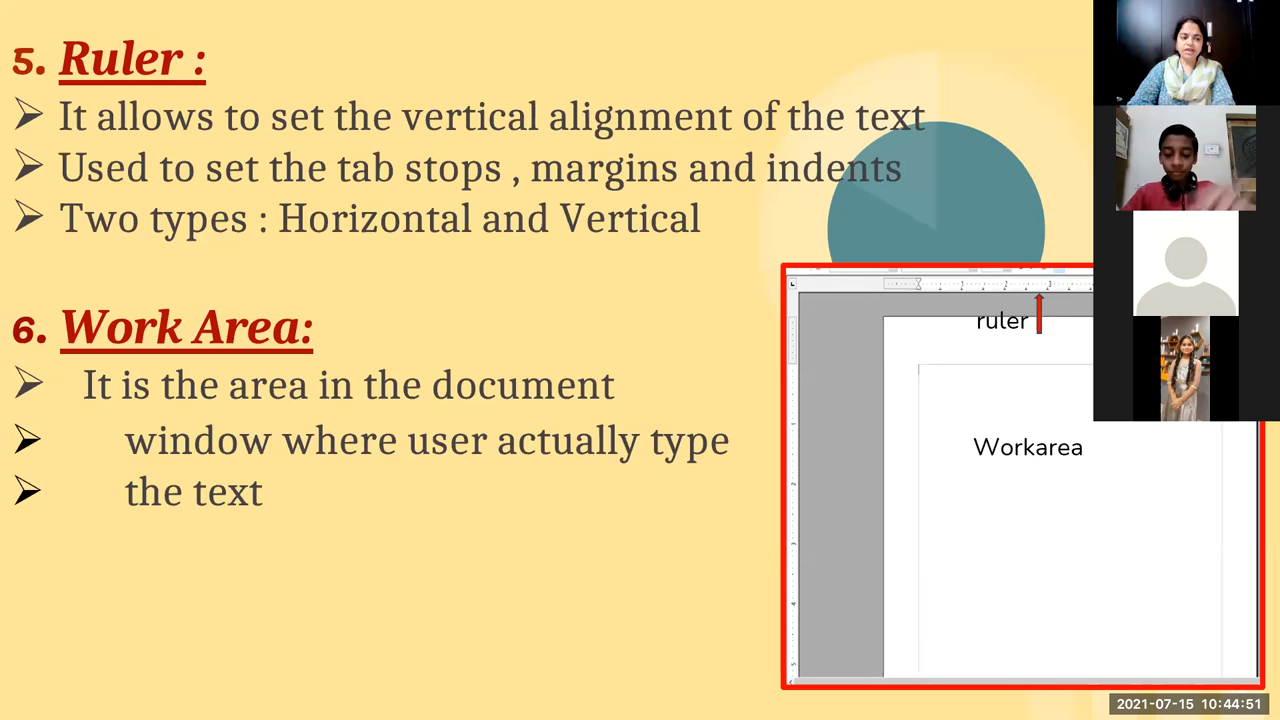 5. Ruler :
➢ It allows to set the vertical alignment of the text
➢ Used to set the tab stops , margins and indents
➢ Two types : Horizontal and Vertical
6. Work Area:
➢ It is the area in the document
➢ window where user actually type
➢ the text
ruler
Workarea
2021-07-15 10:44:51